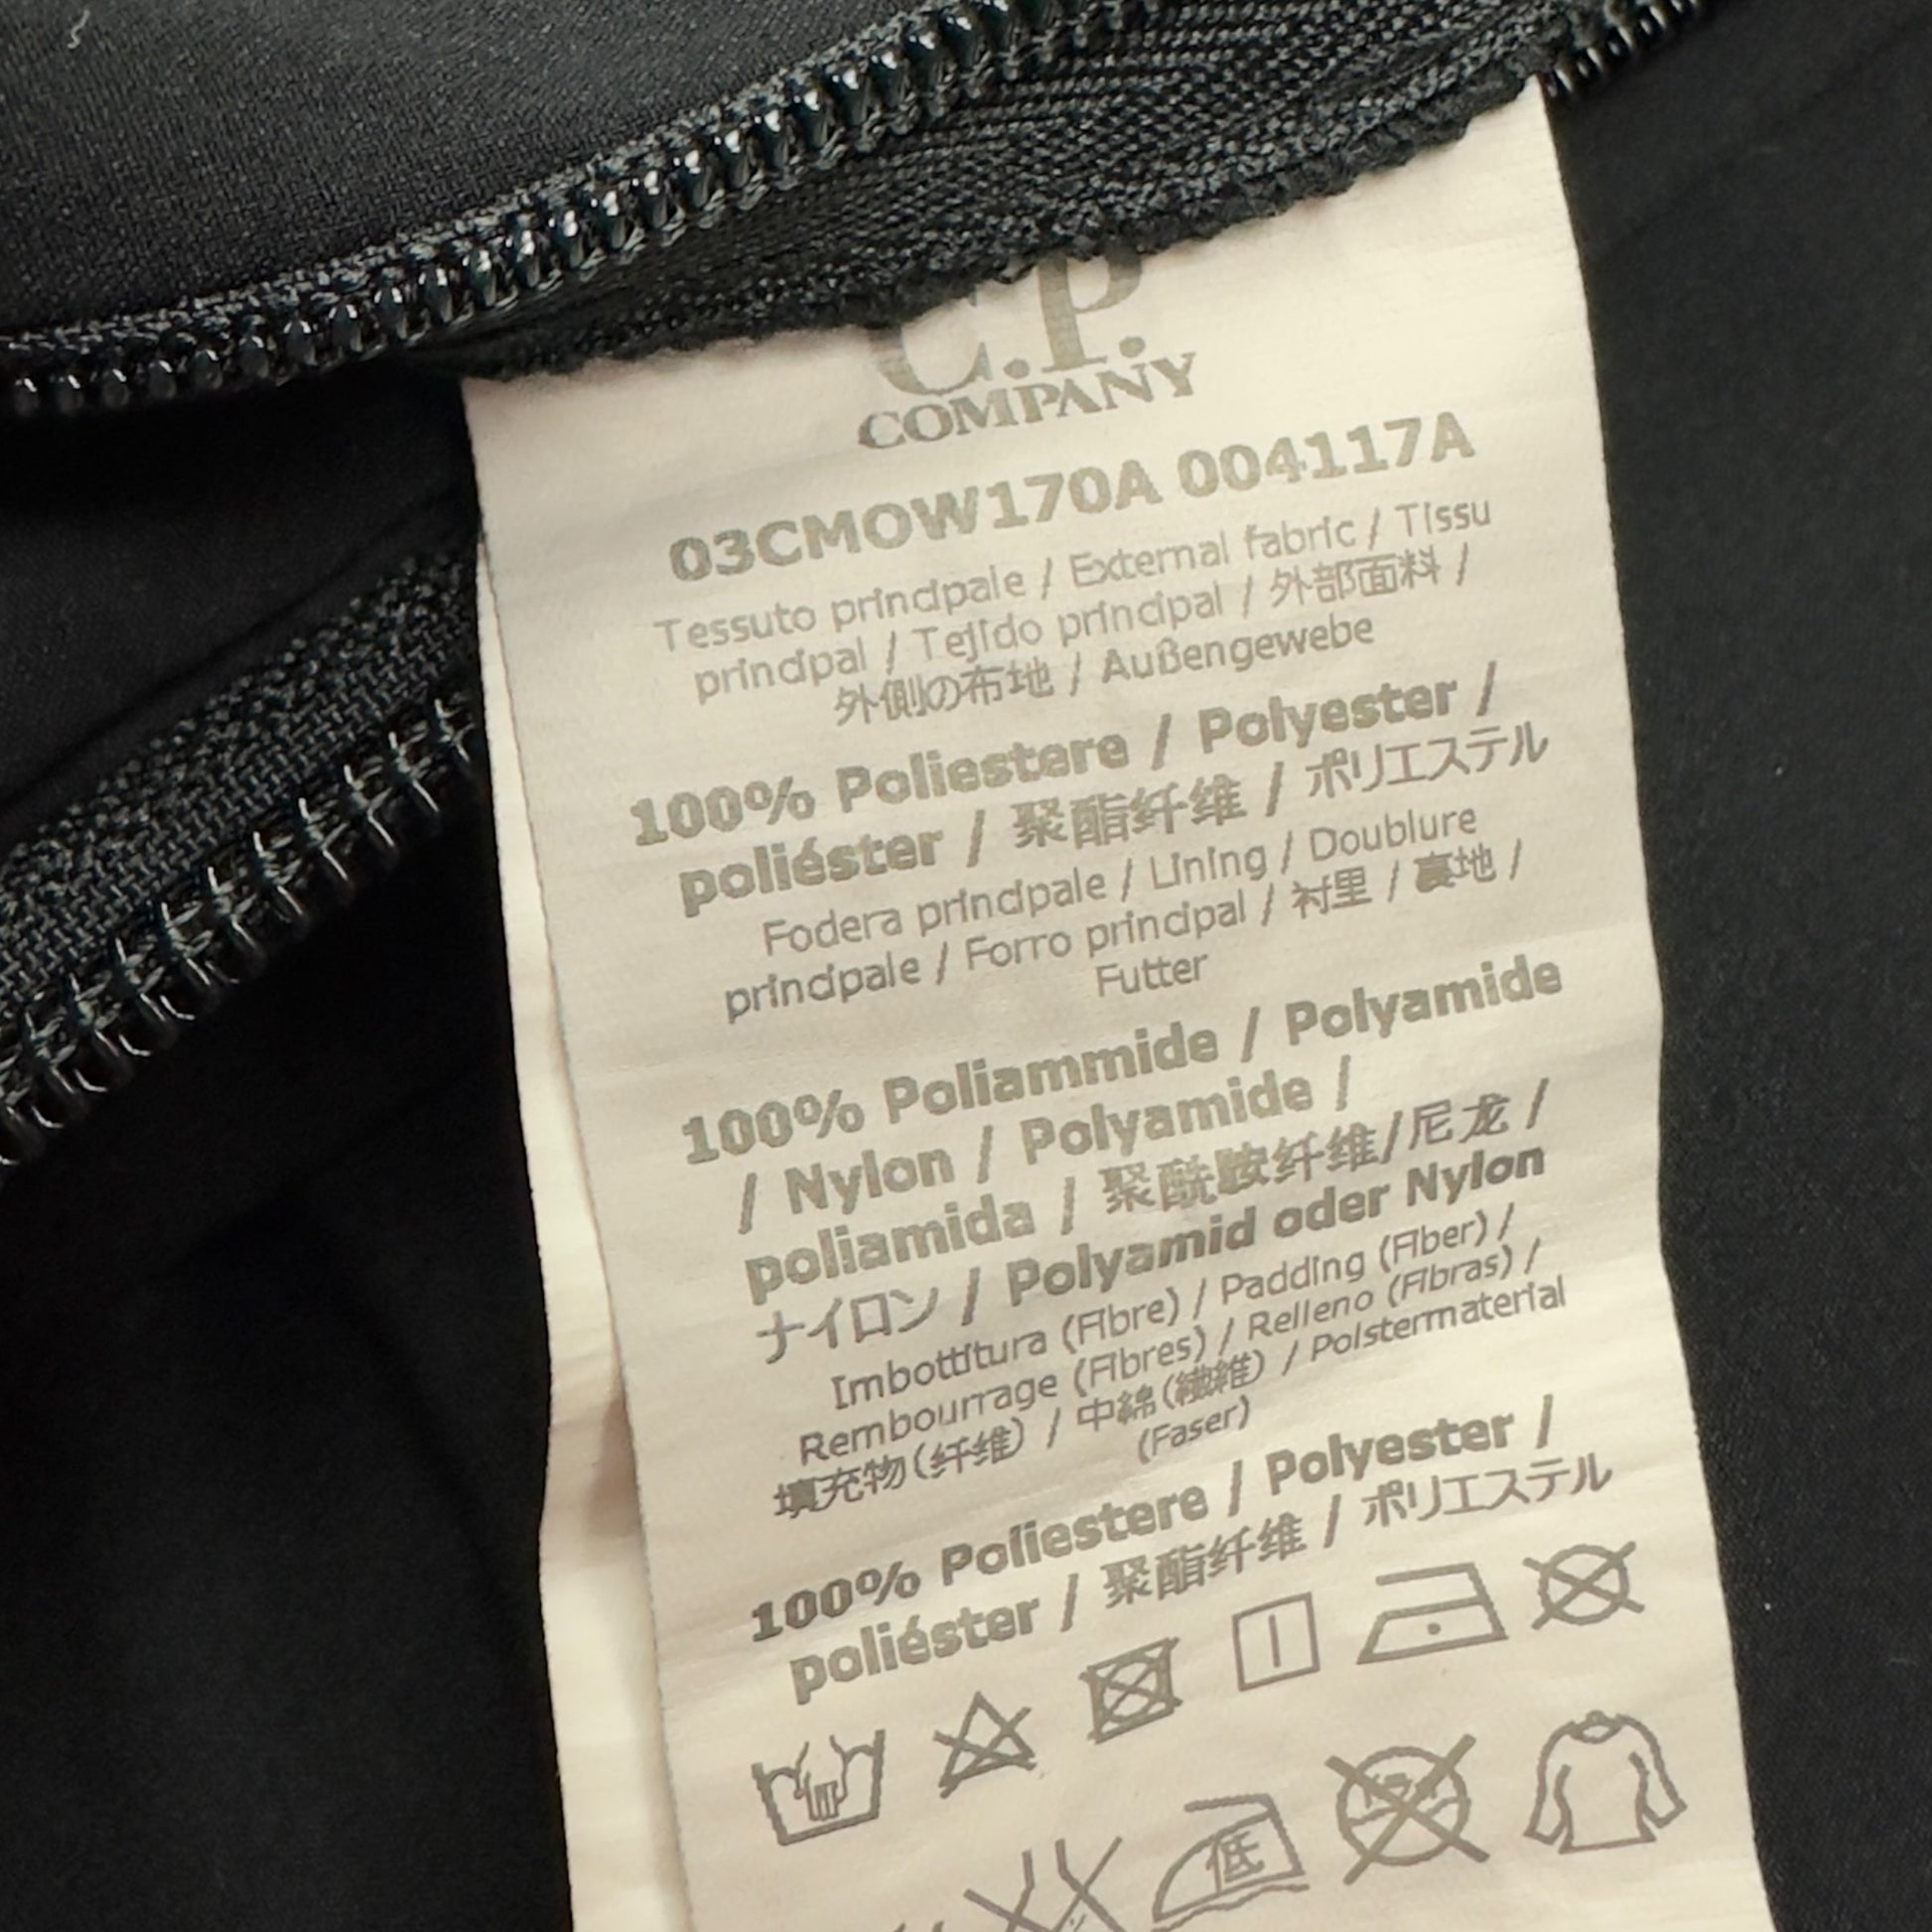 C.P.
COMPANY
03CMOW170A 004117A
Tessuto principale / External fabric / Tissu
principal / Tejido principal / 外部面料 /
外側の布地 / Außengewebe
100% Poliestere / Polyester /
poliéster / 聚酯纤维 / ポリエステル
Fodera principale / Lining / Doublure
principale / Forro principal / 衬里 / 裏地 /
Futter
100% Poliammide / Polyamide
/ Nylon / Polyamide /
poliamida / 聚酰胺纤维/尼龙 /
ナイロン / Polyamid oder Nylon
Imbottitura (Fibre) / Padding (Fiber) /
Rembourrage (Fibres) / Relleno (Fibras) /
填充物(纤维) / 中綿(繊維) / Polstermaterial
(Faser)
100% Poliestere / Polyester /
poliéster / 聚酯纤维 / ポリエステル
低